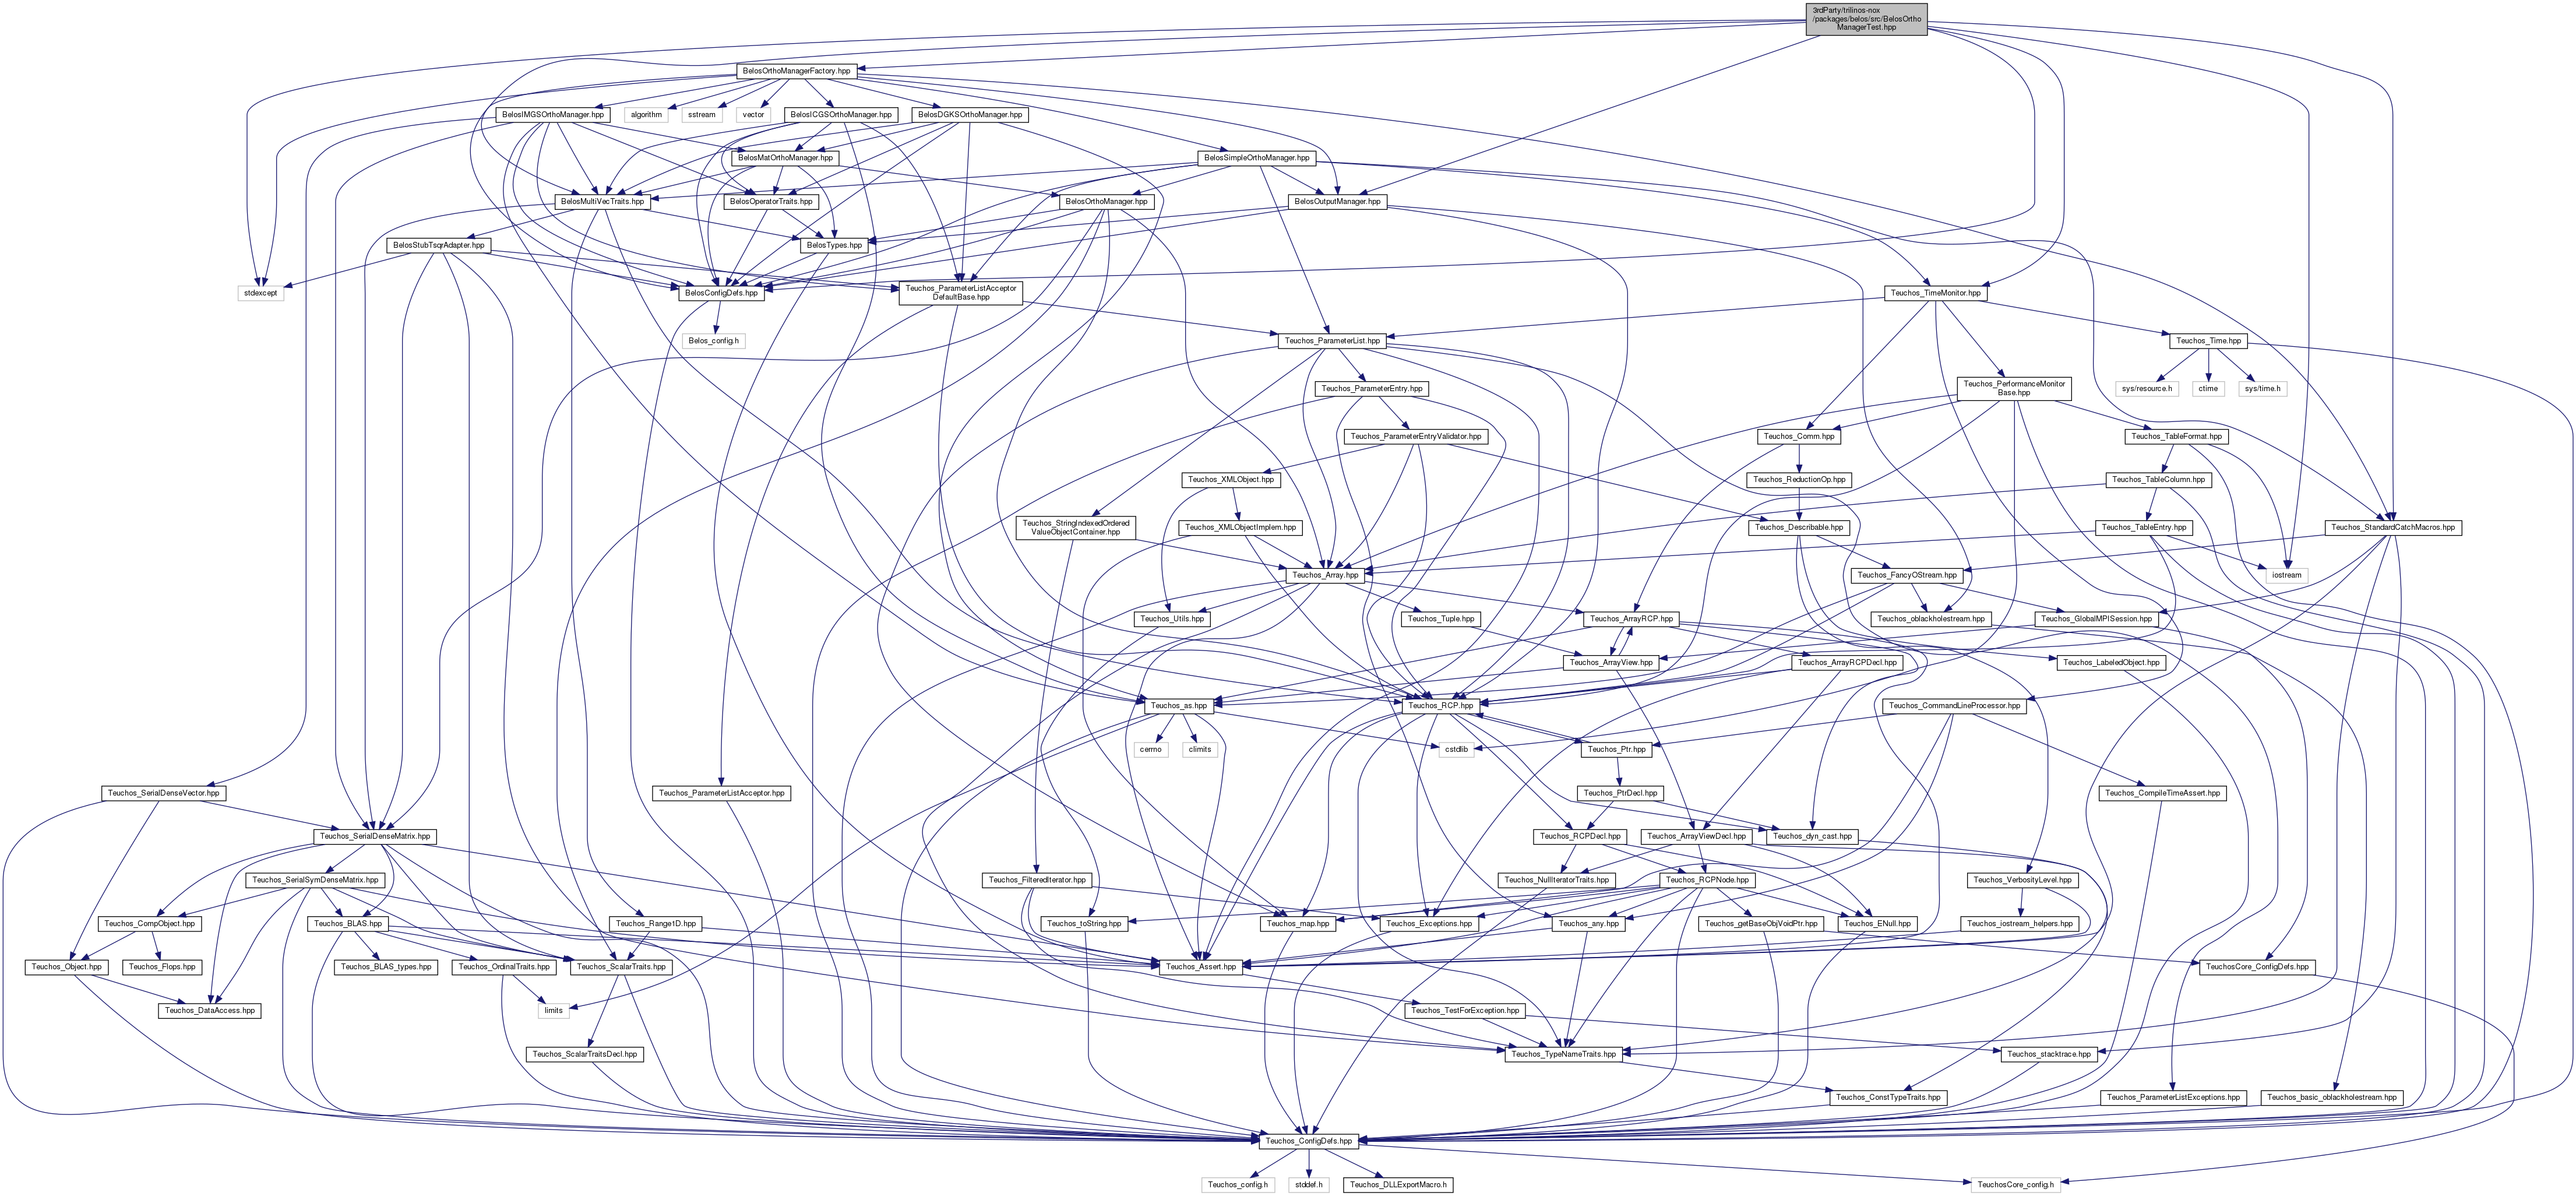 3rdParty/trilinos-nox
/packages/belos/src/BelosOrtho
ManagerTest.hpp
BelosOrthoManagerFactory.hpp
BelosIMGSOrthoManager.hpp
algorithm
sstream
vector
BelosICGSOrthoManager.hpp
BelosDGKSOrthoManager.hpp
BelosMatOrthoManager.hpp
BelosSimpleOrthoManager.hpp
BelosMultiVecTraits.hpp
BelosOperatorTraits.hpp
BelosOrthoManager.hpp
BelosOutputManager.hpp
BelosStubTsqrAdapter.hpp
BelosTypes.hpp
stdexcept
BelosConfigDefs.hpp
Teuchos_ParameterListAcceptor
DefaultBase.hpp
Teuchos_TimeMonitor.hpp
Belos_config.h
Teuchos_ParameterList.hpp
Teuchos_Time.hpp
Teuchos_ParameterEntry.hpp
Teuchos_PerformanceMonitor
Base.hpp
sys/resource.h
ctime
sys/time.h
Teuchos_ParameterEntryValidator.hpp
Teuchos_Comm.hpp
Teuchos_TableFormat.hpp
Teuchos_XMLObject.hpp
Teuchos_ReductionOp.hpp
Teuchos_TableColumn.hpp
Teuchos_StringIndexedOrdered
ValueObjectContainer.hpp
Teuchos_XMLObjectImplem.hpp
Teuchos_Describable.hpp
Teuchos_TableEntry.hpp
Teuchos_StandardCatchMacros.hpp
Teuchos_Array.hpp
Teuchos_FancyOStream.hpp
iostream
Teuchos_Utils.hpp
Teuchos_Tuple.hpp
Teuchos_ArrayRCP.hpp
Teuchos_oblackholestream.hpp
Teuchos_GlobalMPISession.hpp
Teuchos_ArrayView.hpp
Teuchos_ArrayRCPDecl.hpp
Teuchos_LabeledObject.hpp
Teuchos_as.hpp
Teuchos_RCP.hpp
Teuchos_CommandLineProcessor.hpp
cerrno
climits
cstdlib
Teuchos_Ptr.hpp
Teuchos_SerialDenseVector.hpp
Teuchos_ParameterListAcceptor.hpp
Teuchos_PtrDecl.hpp
Teuchos_CompileTimeAssert.hpp
Teuchos_SerialDenseMatrix.hpp
Teuchos_RCPDecl.hpp
Teuchos_ArrayViewDecl.hpp
Teuchos_dyn_cast.hpp
Teuchos_SerialSymDenseMatrix.hpp
Teuchos_FilteredIterator.hpp
Teuchos_NullIteratorTraits.hpp
Teuchos_RCPNode.hpp
Teuchos_VerbosityLevel.hpp
Teuchos_CompObject.hpp
Teuchos_BLAS.hpp
Teuchos_Range1D.hpp
Teuchos_toString.hpp
Teuchos_map.hpp
Teuchos_Exceptions.hpp
Teuchos_any.hpp
Teuchos_getBaseObjVoidPtr.hpp
Teuchos_ENull.hpp
Teuchos_iostream_helpers.hpp
Teuchos_Object.hpp
Teuchos_Flops.hpp
Teuchos_BLAS_types.hpp
Teuchos_OrdinalTraits.hpp
Teuchos_ScalarTraits.hpp
Teuchos_Assert.hpp
TeuchosCore_ConfigDefs.hpp
Teuchos_DataAccess.hpp
limits
Teuchos_TestForException.hpp
Teuchos_ScalarTraitsDecl.hpp
Teuchos_TypeNameTraits.hpp
Teuchos_stacktrace.hpp
Teuchos_ConstTypeTraits.hpp
Teuchos_ParameterListExceptions.hpp
Teuchos_basic_oblackholestream.hpp
Teuchos_ConfigDefs.hpp
Teuchos_config.h
stddef.h
Teuchos_DLLExportMacro.h
TeuchosCore_config.h